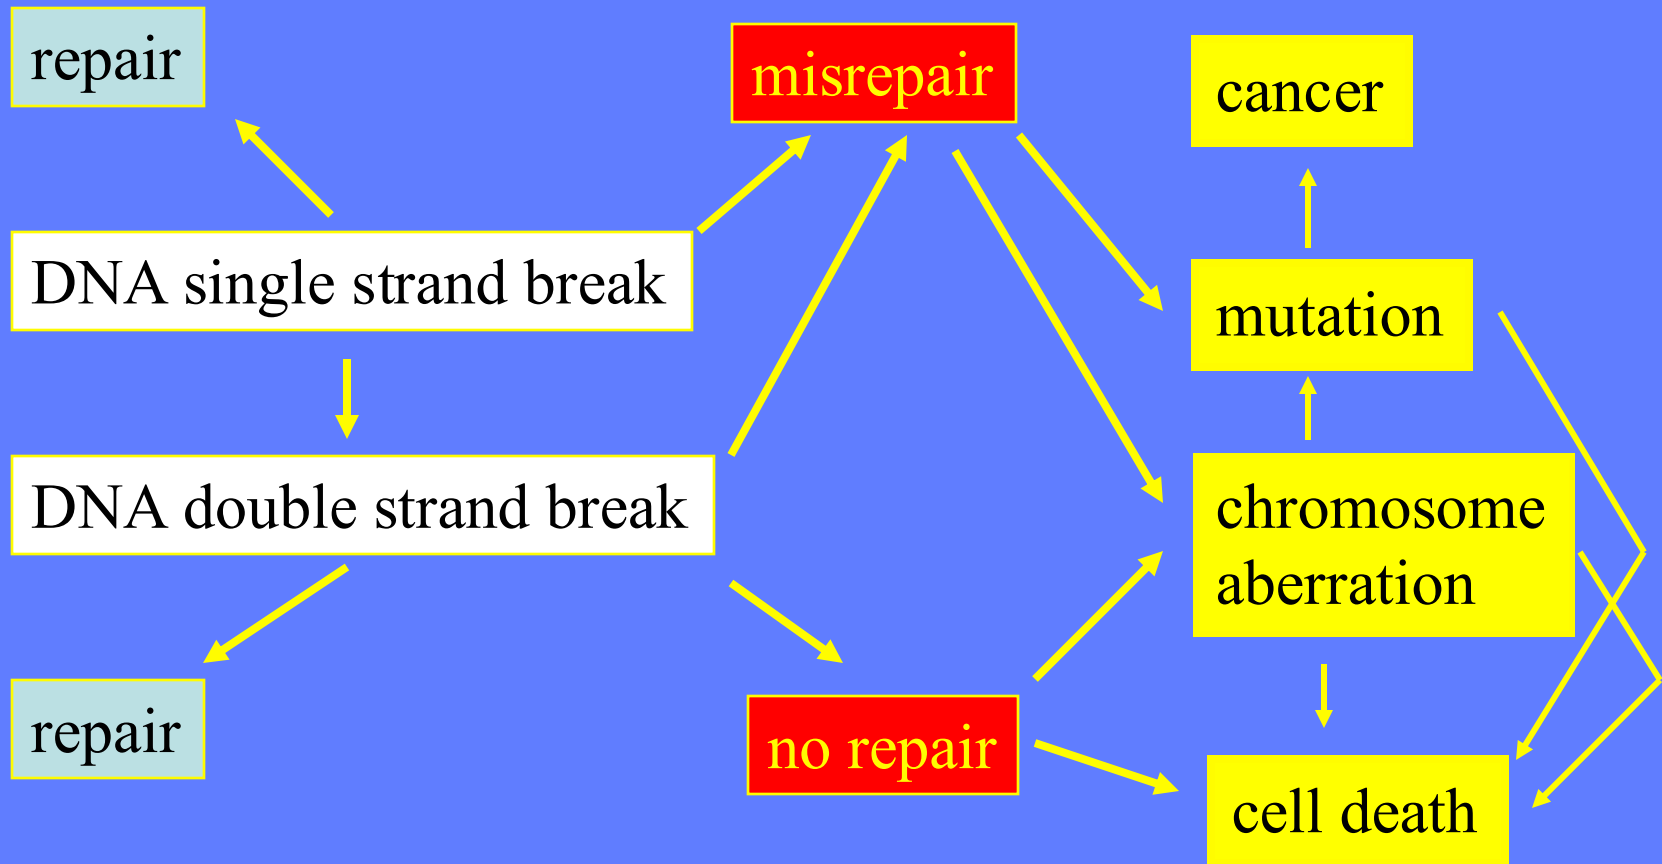 repair
misrepair
cancer
DNA single strand break
mutation
DNA double strand break
chromosome
aberration
repair
no repair
cell death